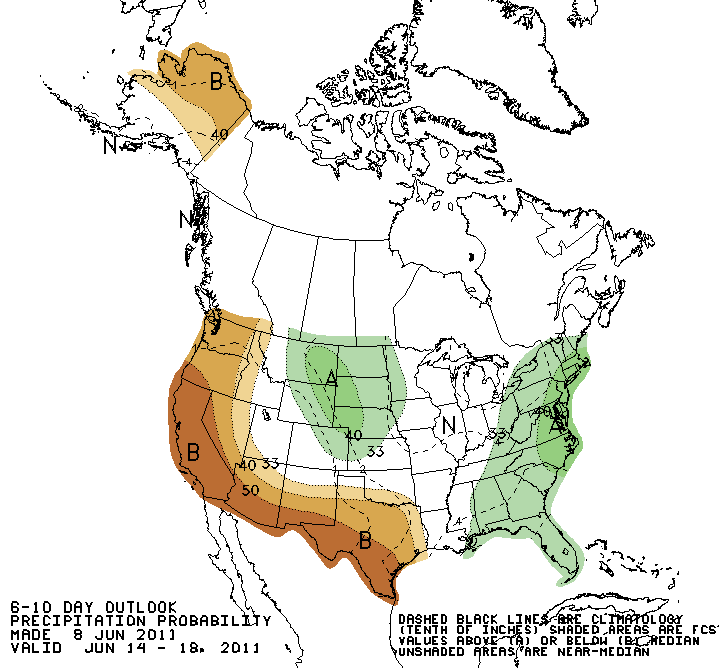 B
40
N
N
A
40
33
N
33
40
A
B
40
33
50
B
6-10 DAY OUTLOOK
PRECIPITATION PROBABILITY
MADE 8 JUN 2011
VALID JUN 14 - 18, 2011
DASHED BLACK LINES ARE CLIMATOLOGY
(TENTH OF INCHES) SHADED AREAS ARE FCST
VALUES ABOVE (A) OR BELOW (B) MEDIAN
UNSHADED AREAS ARE NEAR-MEDIAN